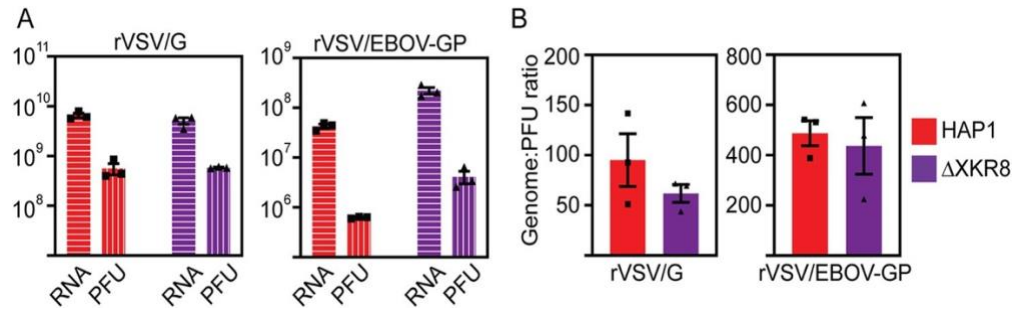 A
rVSV/G
10^11
10^10
10^9
10^8
RNA
PFU
RNA
PFU
rVSV/EBOV-GP
10^9
10^8
10^7
10^6
RNA
PFU
RNA
PFU
B
Genome:PFU ratio
200
150
100
50
rVSV/G
800
600
400
200
rVSV/EBOV-GP
HAP1
ΔXKR8